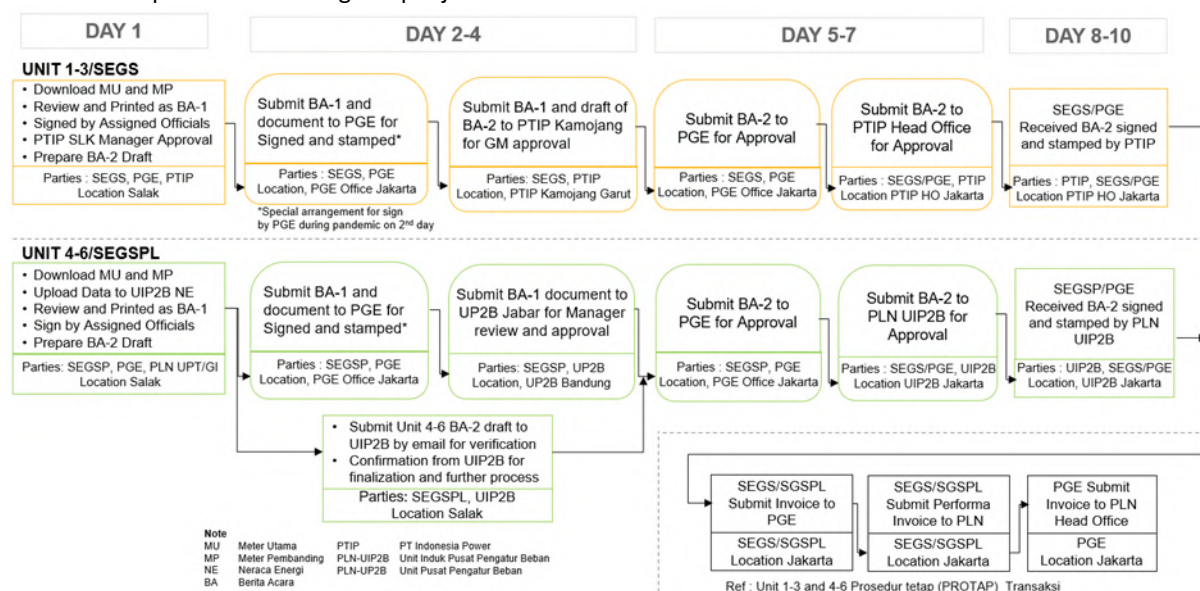 DAY 1
DAY 2-4
DAY 5-7
DAY 8-10
UNIT 1-3/SEGS
• Download MU and MP
• Review and Printed as BA-1
• Signed by Assigned Officials
• PTIP SLK Manager Approval
• Prepare BA-2 Draft
Parties : SEGS, PGE, PTIP
Location Salak
Submit BA-1 and
document to PGE for
Signed and stamped*
Parties : SEGS, PGE
Location, PGE Office Jakarta
*Special arrangement for sign
by PGE during pandemic on 2nd day
Submit BA-1 and draft of
BA-2 to PTIP Kamojang
for GM approval
Parties: SEGS, PTIP
Location, PTIP Kamojang Garut
Submit BA-2 to
PGE for Approval
Parties : SEGS, PGE
Location, PGE Office Jakarta
Submit BA-2 to
PTIP Head Office
for Approval
Parties : SEGS/PGE, PTIP
Location PTIP HO Jakarta
SEGS/PGE
Received BA-2 signed
and stamped by PTIP
Parties : PTIP, SEGS/PGE
Location PTIP HO Jakarta
UNIT 4-6/SEGSPL
• Download MU and MP
• Upload Data to UIP2B NE
• Review and Printed as BA-1
• Sign by Assigned Officials
• Prepare BA-2 Draft
Parties: SEGSP, PGE, PLN UPT/GI
Location Salak
Submit BA-1 and
document to PGE for
Signed and stamped*
Parties : SEGSP, PGE
Location, PGE Office Jakarta
Submit BA-1 document to
UP2B Jabar for Manager
review and approval
Parties : SEGSP, UP2B
Location, UP2B Bandung
Submit BA-2 to
PGE for Approval
Parties : SEGSP, PGE
Location, PGE Office Jakarta
Submit BA-2 to
PLN UIP2B for
Approval
Parties : SEGS/PGE, UIP2B
Location UIP2B Jakarta
SEGSP/PGE
Received BA-2 signed
and stamped by PLN
UIP2B
Parties : UIP2B, SEGS/PGE
Location, UIP2B Jakarta
• Submit Unit 4-6 BA-2 draft to
UIP2B by email for verification
• Confirmation from UIP2B for
finalization and further process
Parties: SEGSPL, UIP2B
Location Salak
SEGS/SGSPL
Submit Invoice to
PGE
SEGS/SGSPL
Location Jakarta
SEGS/SGSPL
Submit Performa
Invoice to PLN
SEGS/SGSPL
Location Jakarta
PGE Submit
Invoice to PLN
Head Office
PGE
Location Jakarta
Note
MU Meter Utama PTIP PT Indonesia Power
MP Meter Pembanding PLN-UIP2B Unit Induk Pusat Pengatur Beban
NE Neraca Energi PLN-UP2B Unit Pusat Pengatur Beban
BA Berita Acara
Ref : Unit 1-3 and 4-6 Prosedur tetap (PROTAP) Transaksi